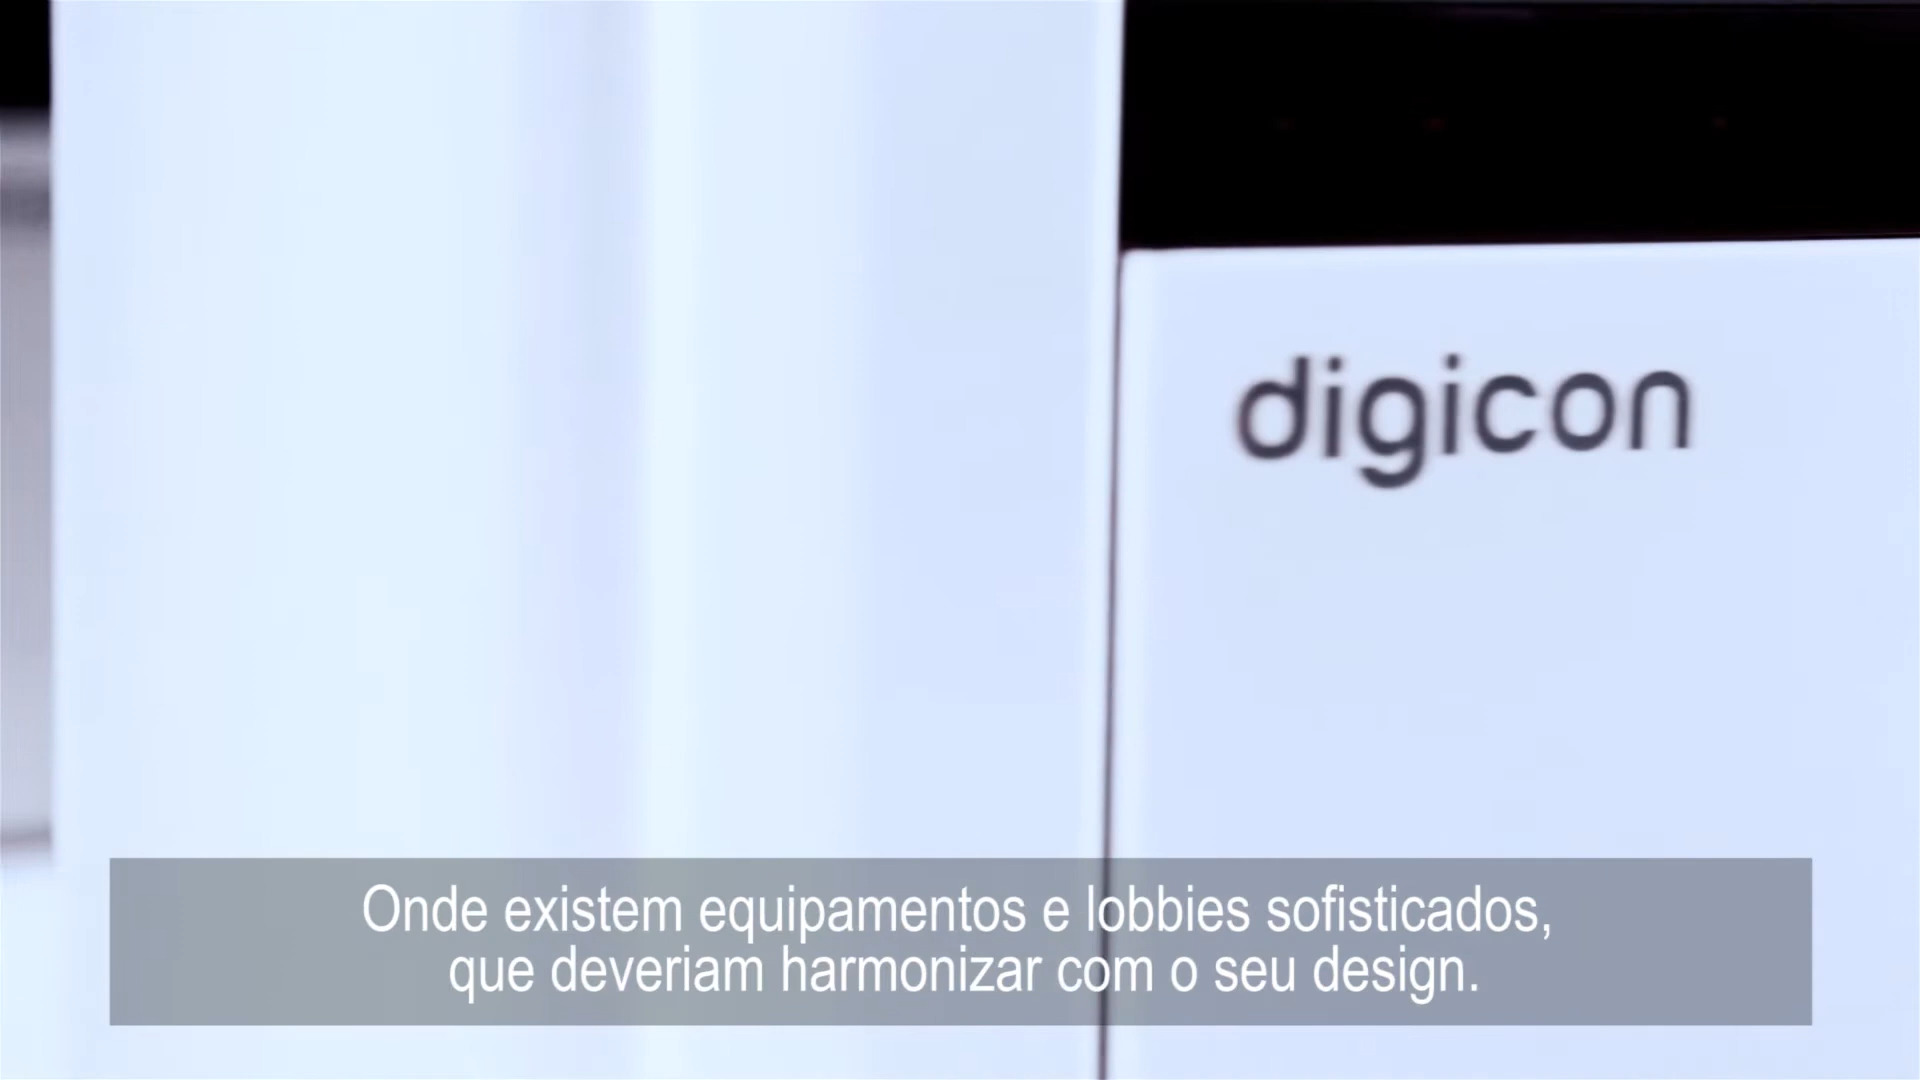 digicon
Onde existem equipamentos e lobbies sofisticados,
que deveriam harmonizar com o seu design.